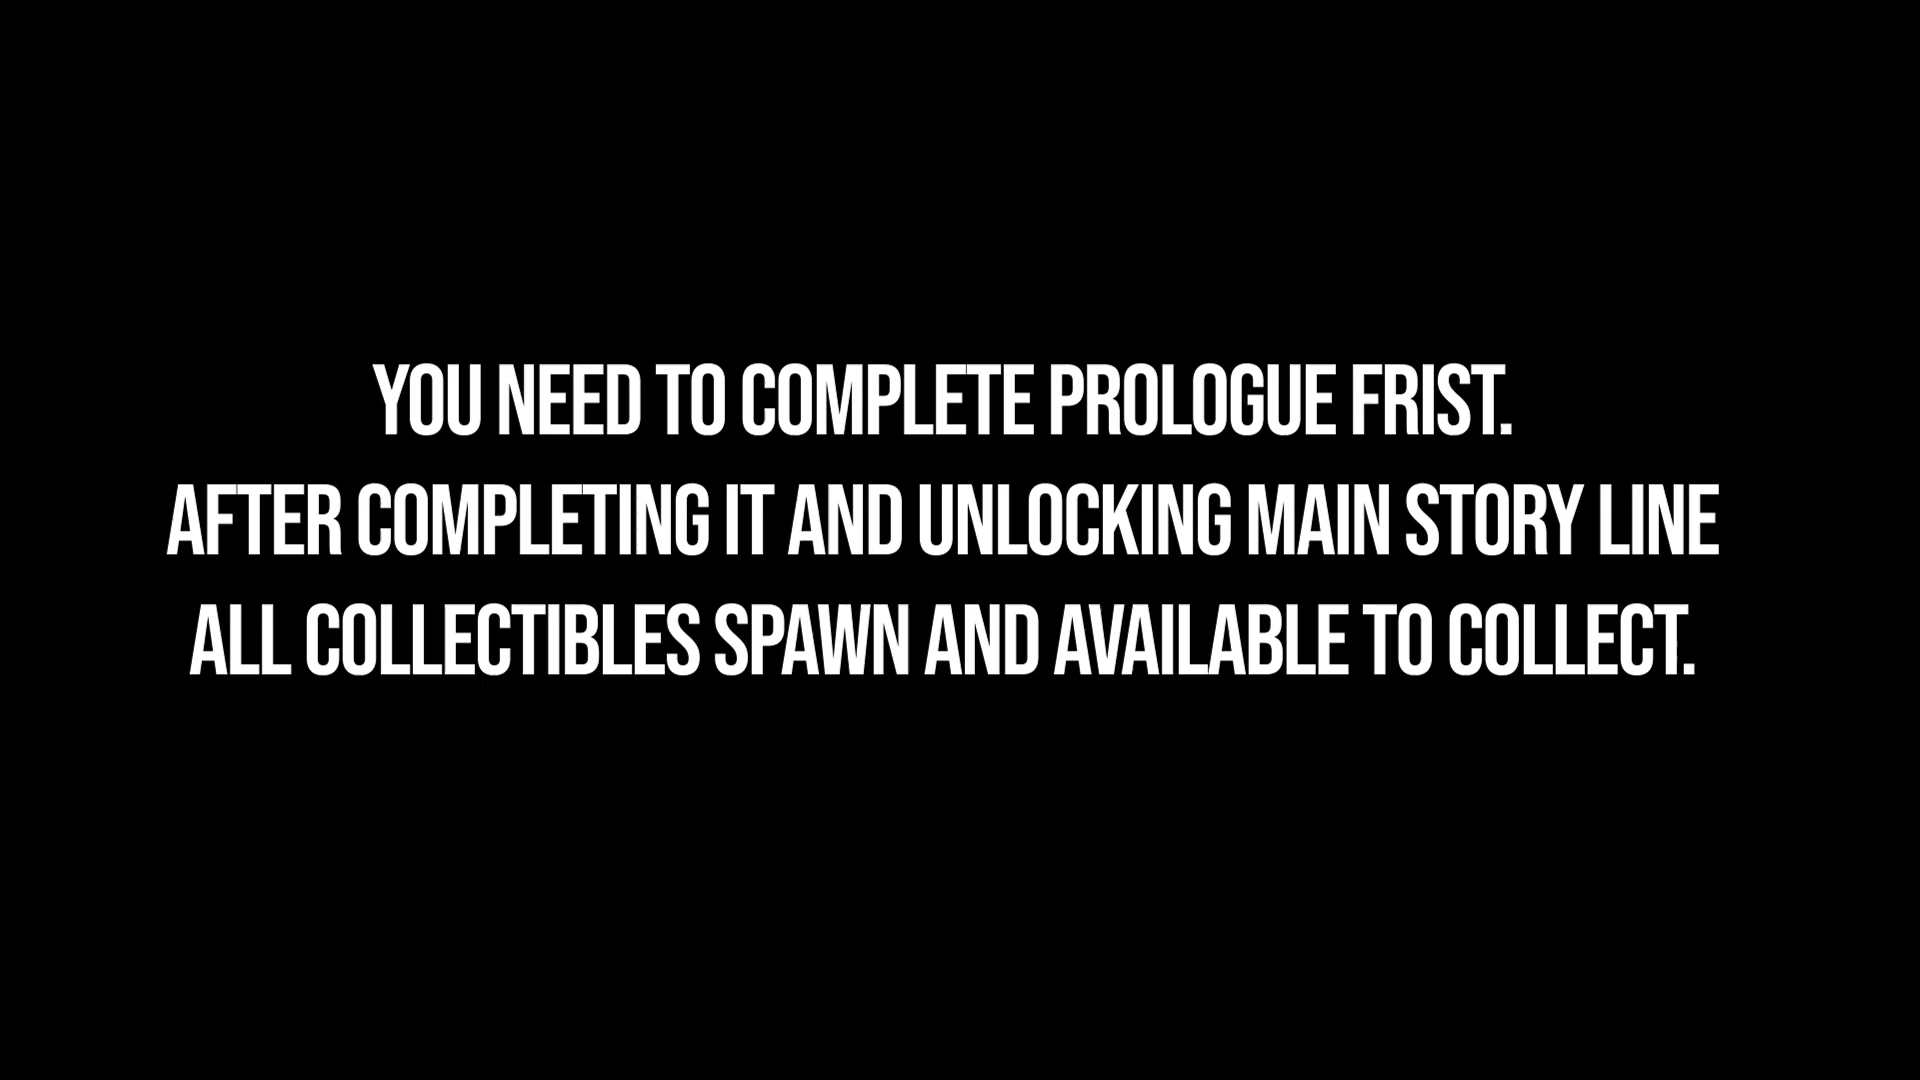 YOU NEED TO COMPLETE PROLOGUE FRIST.
AFTER COMPLETING IT AND UNLOCKING MAIN STORY LINE
ALL COLLECTIBLES SPAWN AND AVAILABLE TO COLLECT.